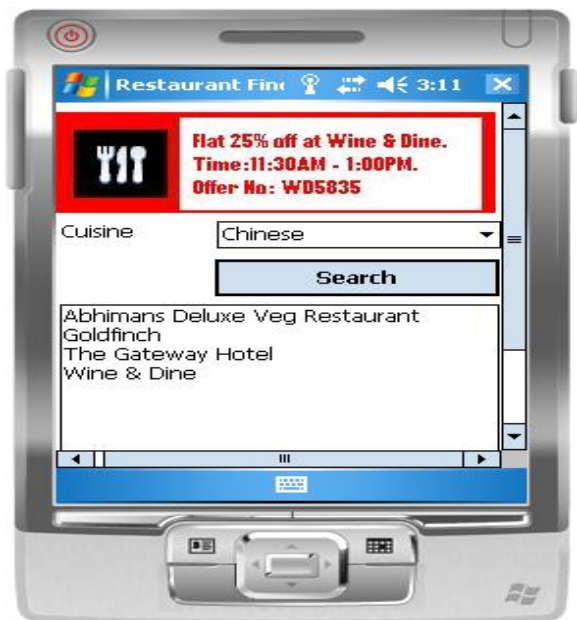 Restaurant Fin
3:11
Flat 25% off at Wine & Dine.
Time:11:30AM - 1:00PM.
Offer No: WD5835
Cuisine
Chinese
Search
Abhimans Deluxe Veg Restaurant
Goldfinch
The Gateway Hotel
Wine & Dine